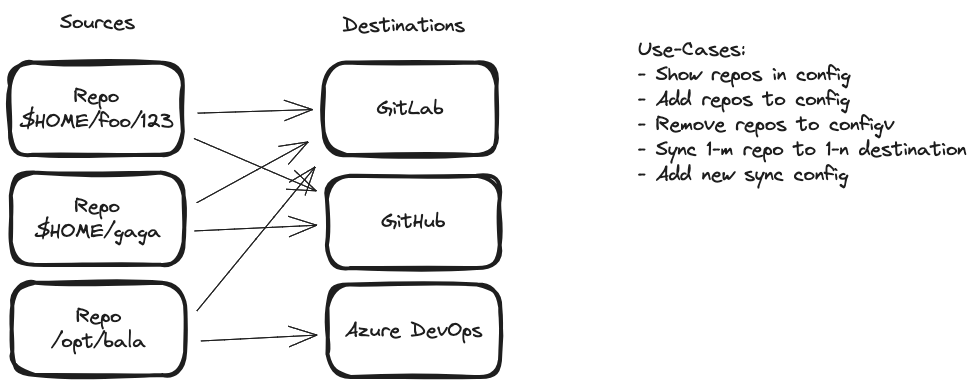 Sources
Repo
$HOME/foo/123
Repo
$HOME/gaga
Repo
/opt/bala
Destinations
GitLab
GitHub
Azure DevOps
Use-Cases:
- Show repos in config
- Add repos to config
- Remove repos to configv
- Sync 1-m repo to 1-n destination
- Add new sync config